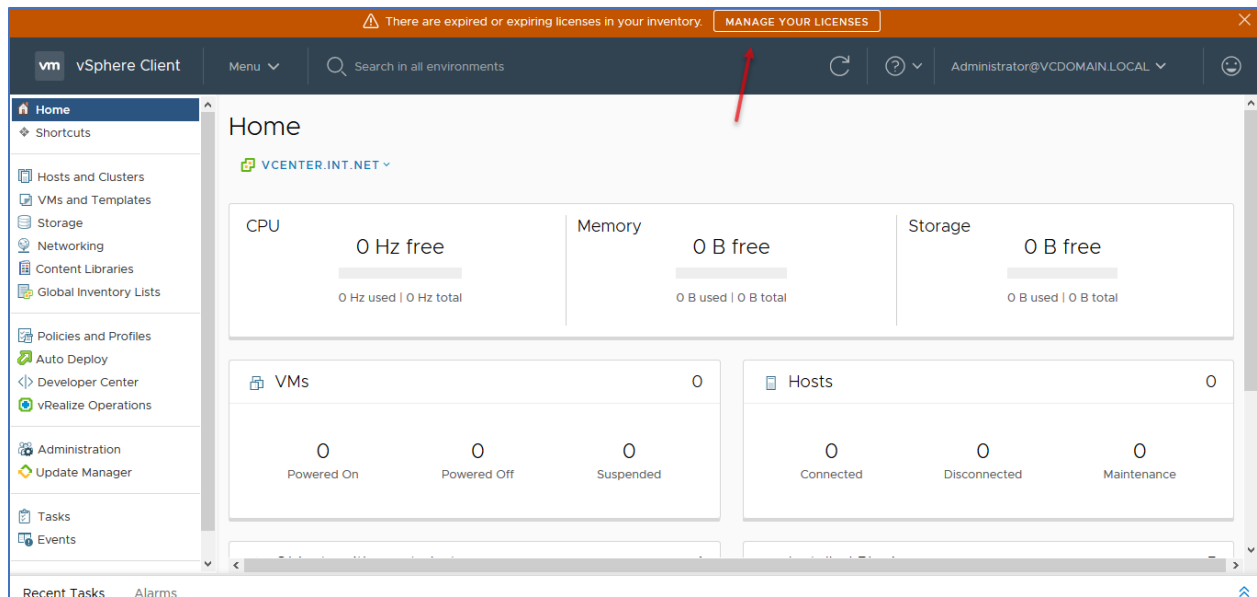 There are expired or expiring licenses in your inventory. MANAGE YOUR LICENSES
vm vSphere Client Menu Search in all environments Administrator@VCDOMAIN.LOCAL
Home
Shortcuts
Hosts and Clusters
VMs and Templates
Storage
Networking
Content Libraries
Global Inventory Lists
Policies and Profiles
Auto Deploy
Developer Center
vRealize Operations
Administration
Update Manager
Tasks
Events
Home
VCENTER.INT.NET
CPU
0 Hz free
0 Hz used | 0 Hz total
Memory
0 B free
0 B used | 0 B total
Storage
0 B free
0 B used | 0 B total
VMs 0
0 0 0
Powered On Powered Off Suspended
Hosts 0
0 0 0
Connected Disconnected Maintenance
Recent Tasks Alarms